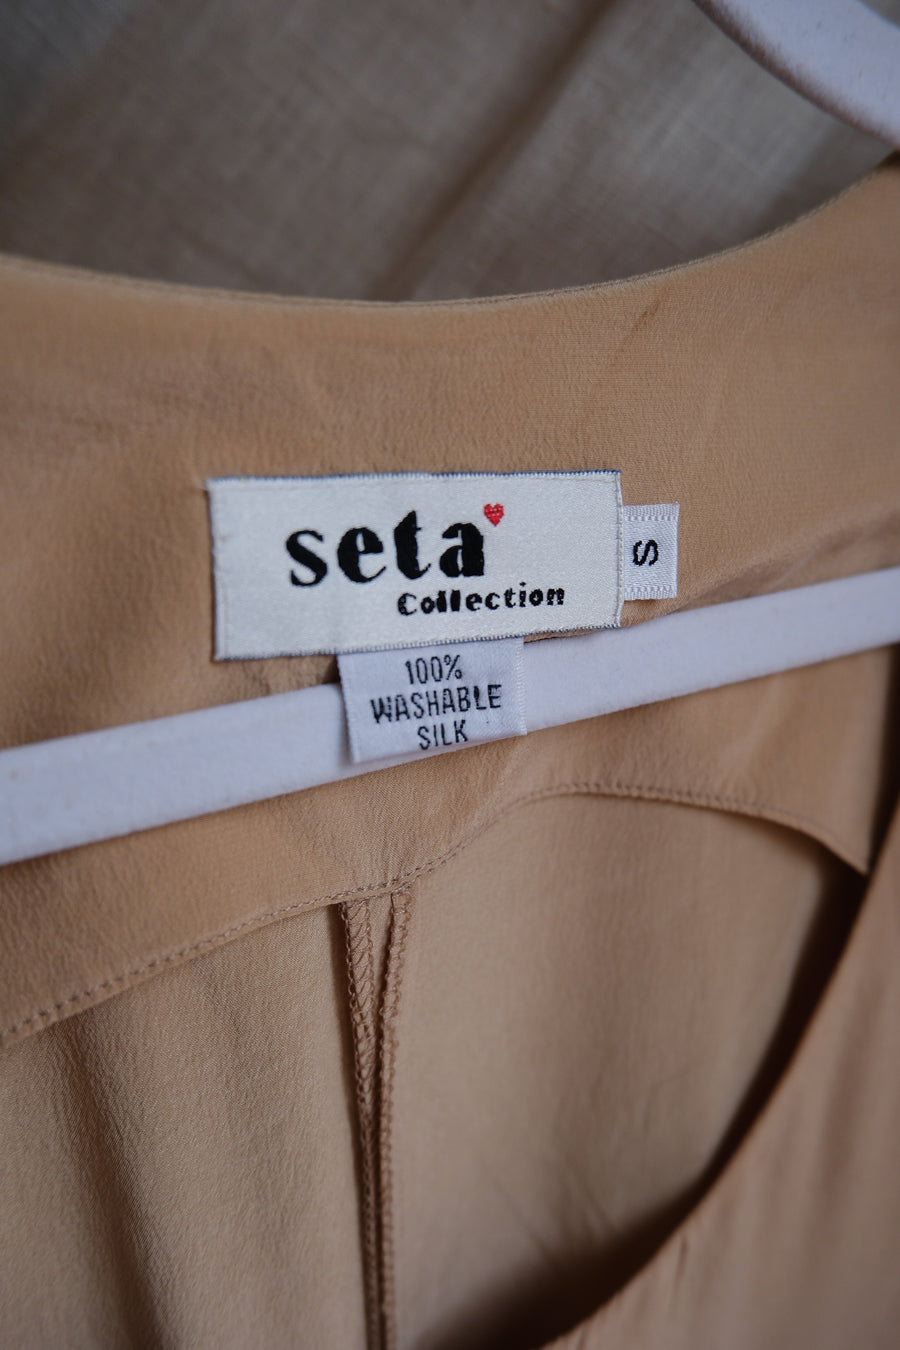 seta
Collection
S
100%
WASHABLE
SILK